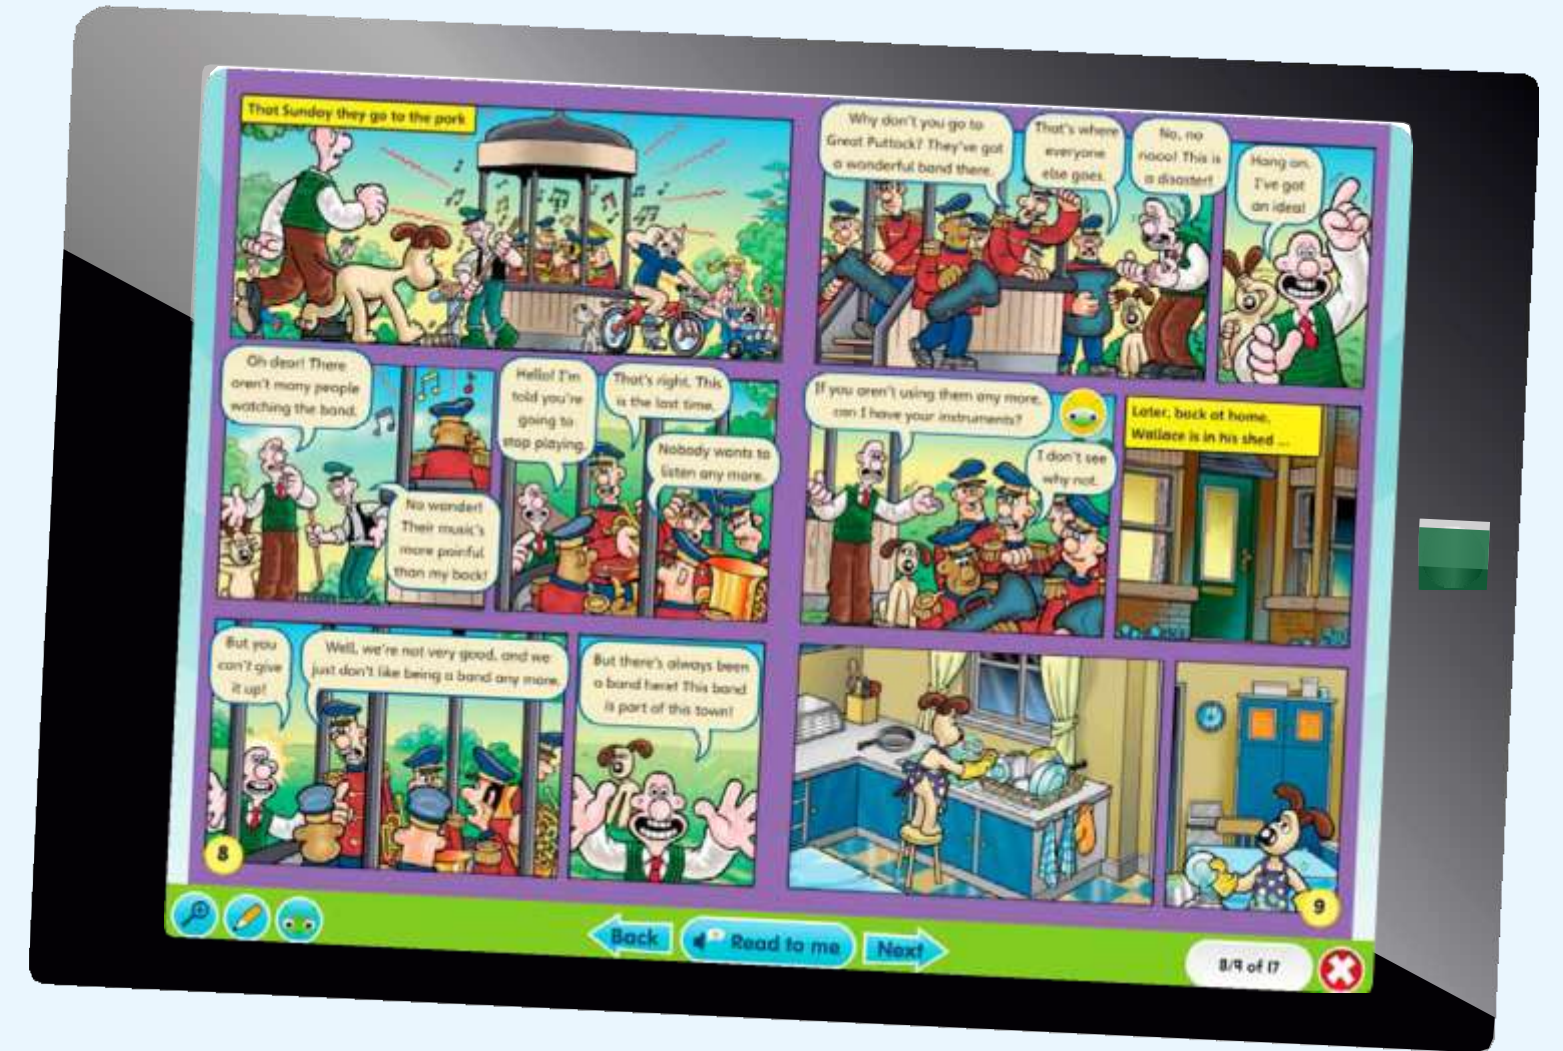 That Sunday they go to the park
Oh dear! There
aren't many people
watching the band.
No wonder!
Their music's
more painful
than my back!
Hello! I'm
told you're
going to
stop playing.
That's right. This
is the last time.
Nobody wants to
listen any more.
But you
can't give
it up!
Well, we're not very good, and we
just don't like being a band any more.
But there's always been
a band here! This band
is part of this town!
8
Why don't you go to
Great Puttock? They've got
a wonderful band there.
That's where
everyone
else goes.
No, no
nooo! This is
a disaster!
Hang on.
I've got
an idea!
If you aren't using them any more,
can I have your instruments?
I don't see
why not.
Later, back at home,
Wallace is in his shed ...
9
Back
Read to me
Next
8/9 of 17